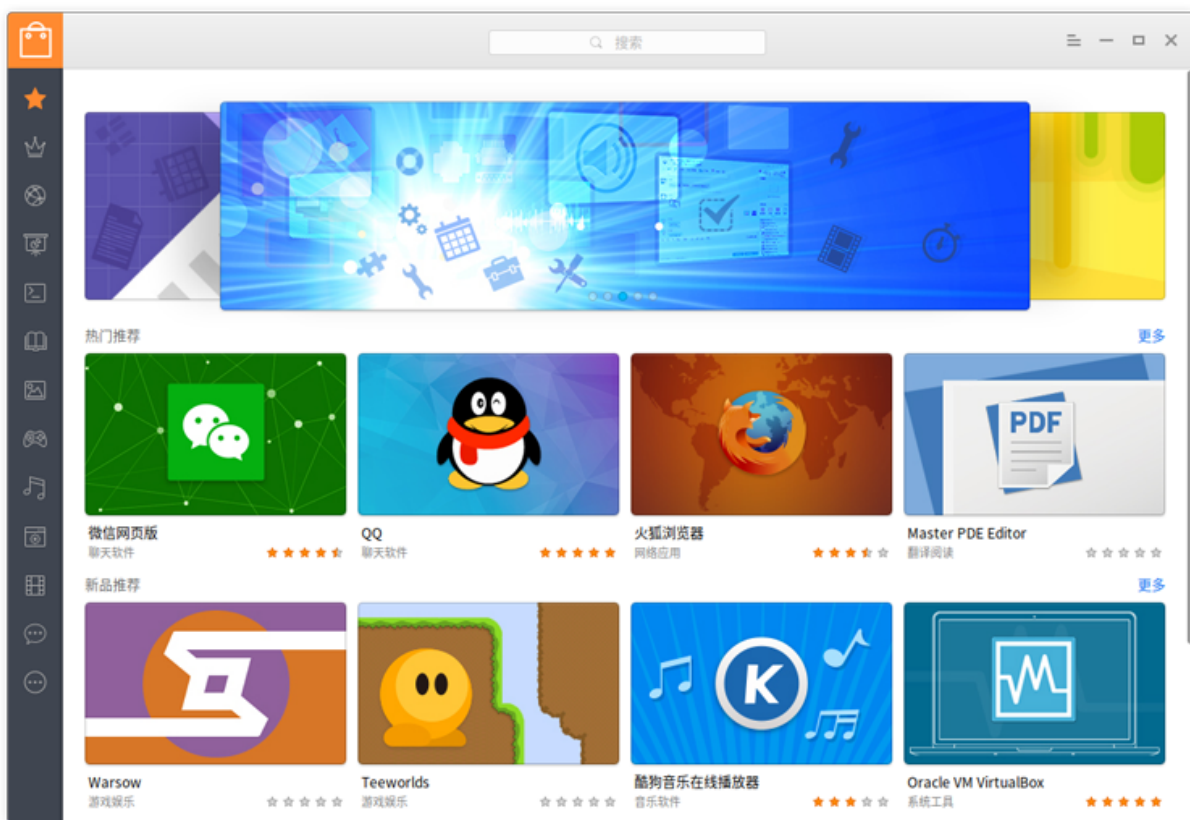 搜索
热门推荐
更多
PDF
微信网页版
QQ
火狐浏览器
Master PDE Editor
聊天软件
聊天软件
网络应用
翻译阅读
新品推荐
更多
K
Warsow
Teeworlds
酷狗音乐在线播放器
Oracle VM VirtualBox
游戏娱乐
游戏娱乐
音乐软件
系统工具